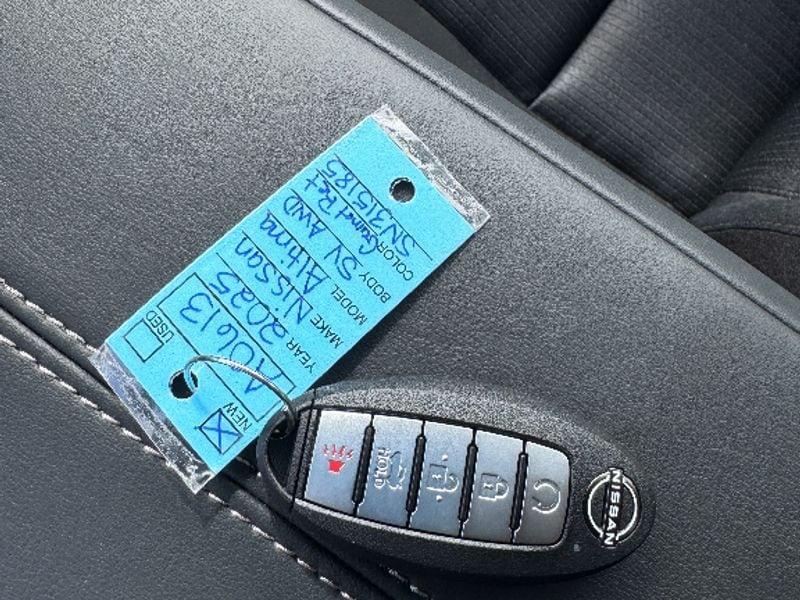 NEW
USED
A0613
YEAR 2025
MAKE NISSAN
MODEL Altima
BODY SV AWD
COLOR
SN315185
HOLD
NISSAN